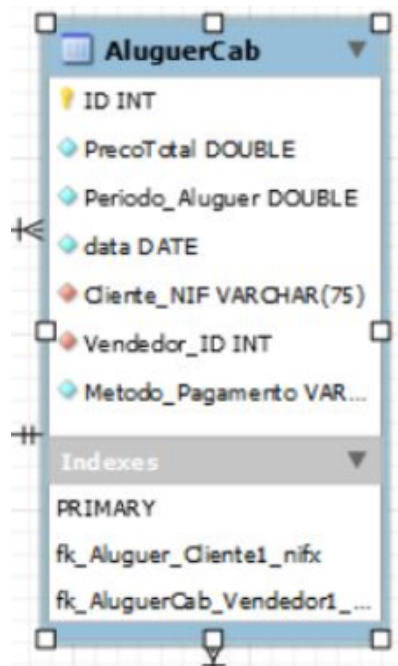 AluguerCab
ID INT
PrecoTotal DOUBLE
Periodo_Aluguer DOUBLE
data DATE
Cliente_NIF VARCHAR(75)
Vendedor_ID INT
Metodo_Pagamento VAR...
Indexes
PRIMARY
fk_Aluguer_Cliente1_nifx
fk_AluguerCab_Vendedor1_...